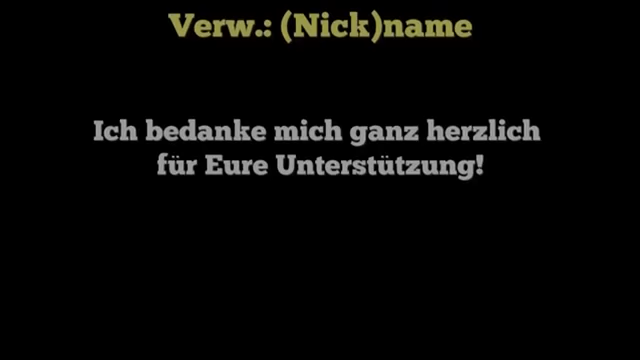 Verw.: (Nick)name
Ich bedanke mich ganz herzlich
für Eure Unterstützung!